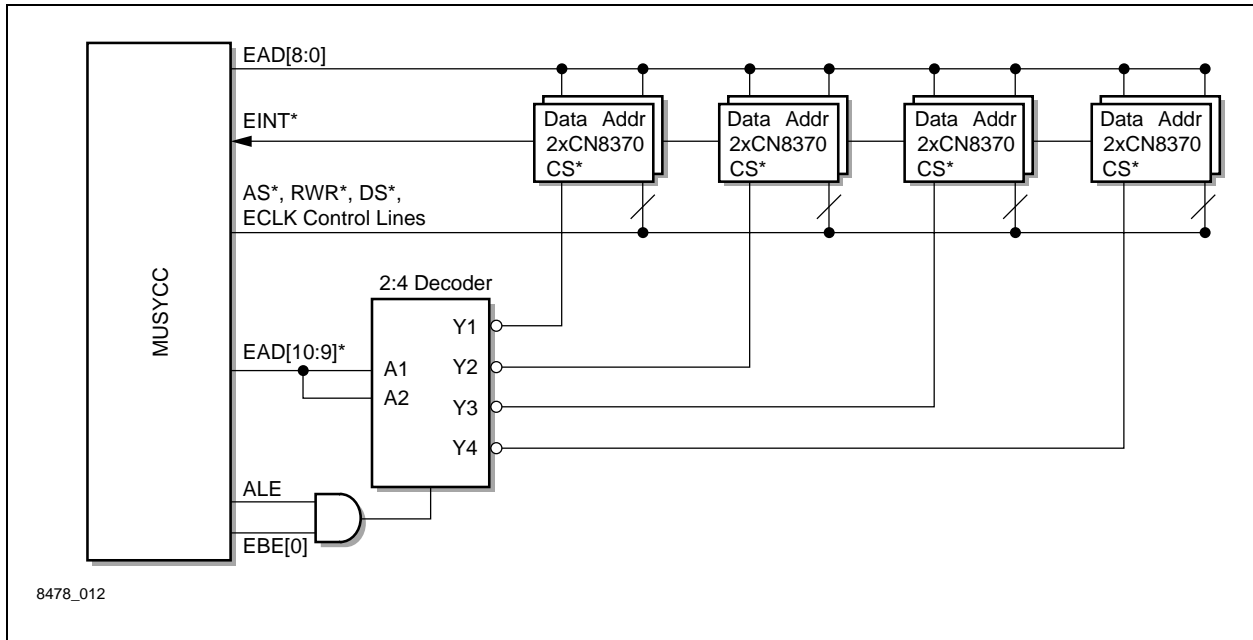 EAD[8:0]
EINT*
Data Addr
2xCN8370
CS*
Data Addr
2xCN8370
CS*
Data Addr
2xCN8370
CS*
Data Addr
2xCN8370
CS*
AS*, RWR*, DS*,
ECLK Control Lines
MUSYCC
2:4 Decoder
Y1
EAD[10:9]*
A1
Y2
A2
Y3
Y4
ALE
EBE[0]
8478_012